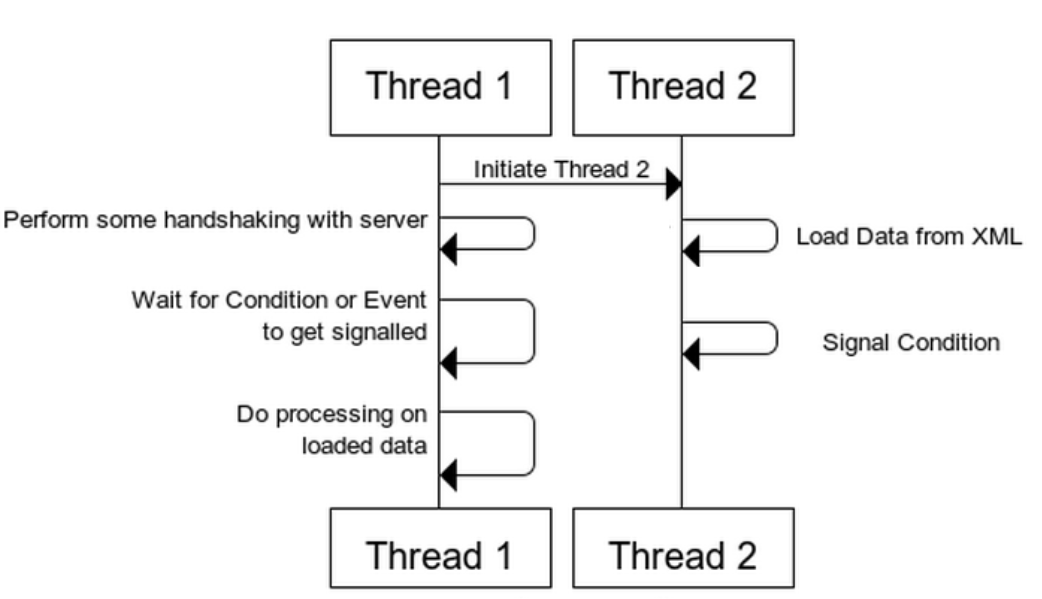 Thread 1
Thread 2
Initiate Thread 2
Perform some handshaking with server
Load Data from XML
Wait for Condition or Event
to get signalled
Signal Condition
Do processing on
loaded data
Thread 1
Thread 2